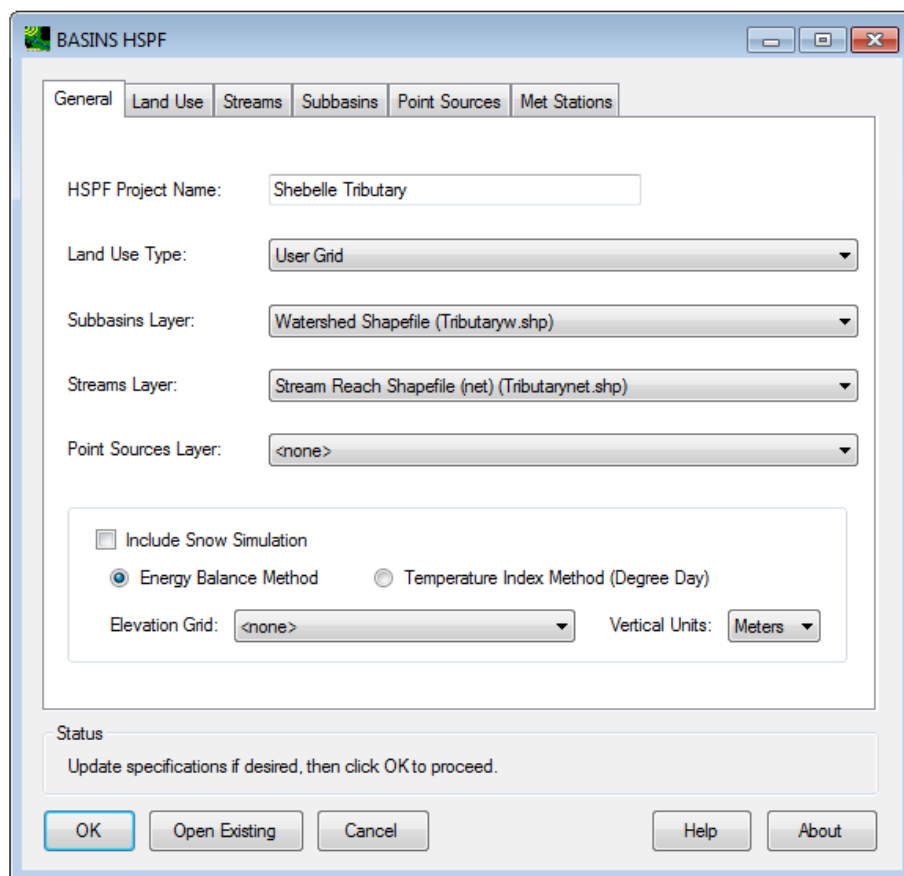 BASINS HSPF
General Land Use Streams Subbasins Point Sources Met Stations
HSPF Project Name: Shebelle Tributary
Land Use Type: User Grid
Subbasins Layer: Watershed Shapefile (Tributaryw.shp)
Streams Layer: Stream Reach Shapefile (net) (Tributarynet.shp)
Point Sources Layer: <none>
Include Snow Simulation
Energy Balance Method Temperature Index Method (Degree Day)
Elevation Grid: <none> Vertical Units: Meters
Status
Update specifications if desired, then click OK to proceed.
OK Open Existing Cancel Help About